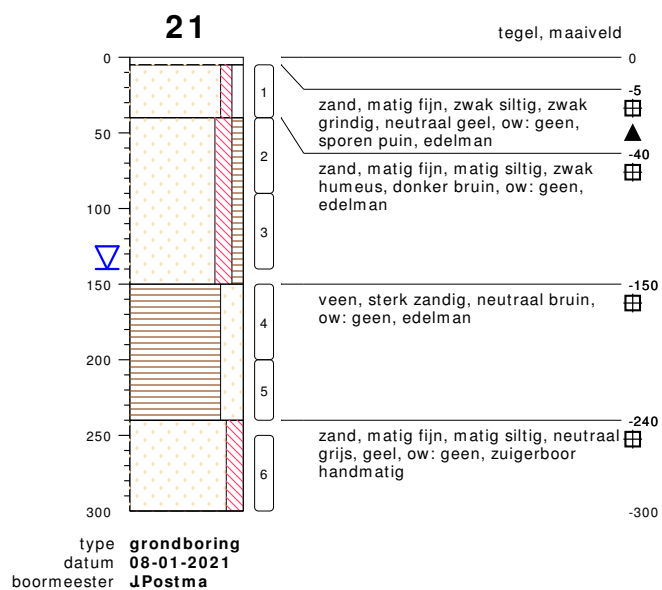 21
tegel, maaiveld
0
0
-5
1
zand, matig fijn, zwak siltig, zwak
grindig, neutraal geel, ow: geen,
sporen puin, edelman
50
-40
2
zand, matig fijn, matig siltig, zwak
humeus, donker bruin, ow: geen,
edelman
100
3
150
-150
veen, sterk zandig, neutraal bruin,
ow: geen, edelman
4
200
5
-240
250
zand, matig fijn, matig siltig, neutraal
grijs, geel, ow: geen, zuigerboor
handmatig
6
300
-300
type grondboring
datum 08-01-2021
boormeester J.Postma